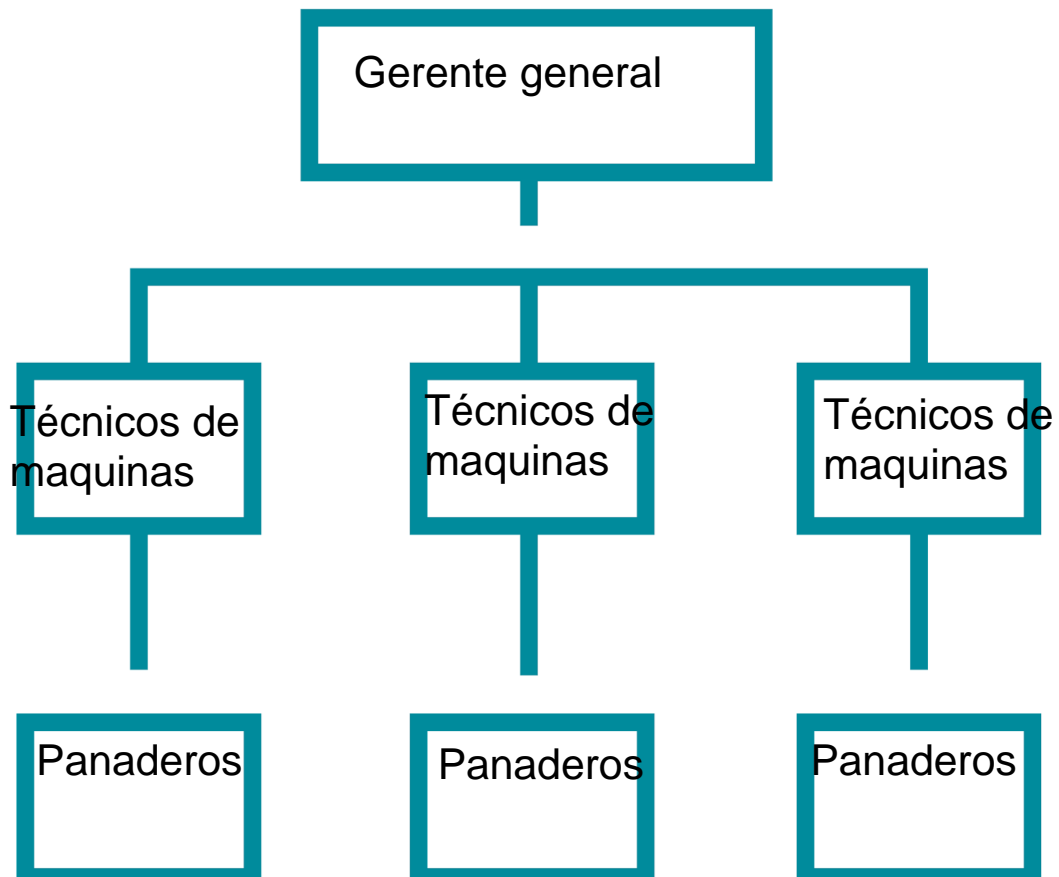 Gerente general
Técnicos de
maquinas
Técnicos de
maquinas
Técnicos de
maquinas
Panaderos
Panaderos
Panaderos